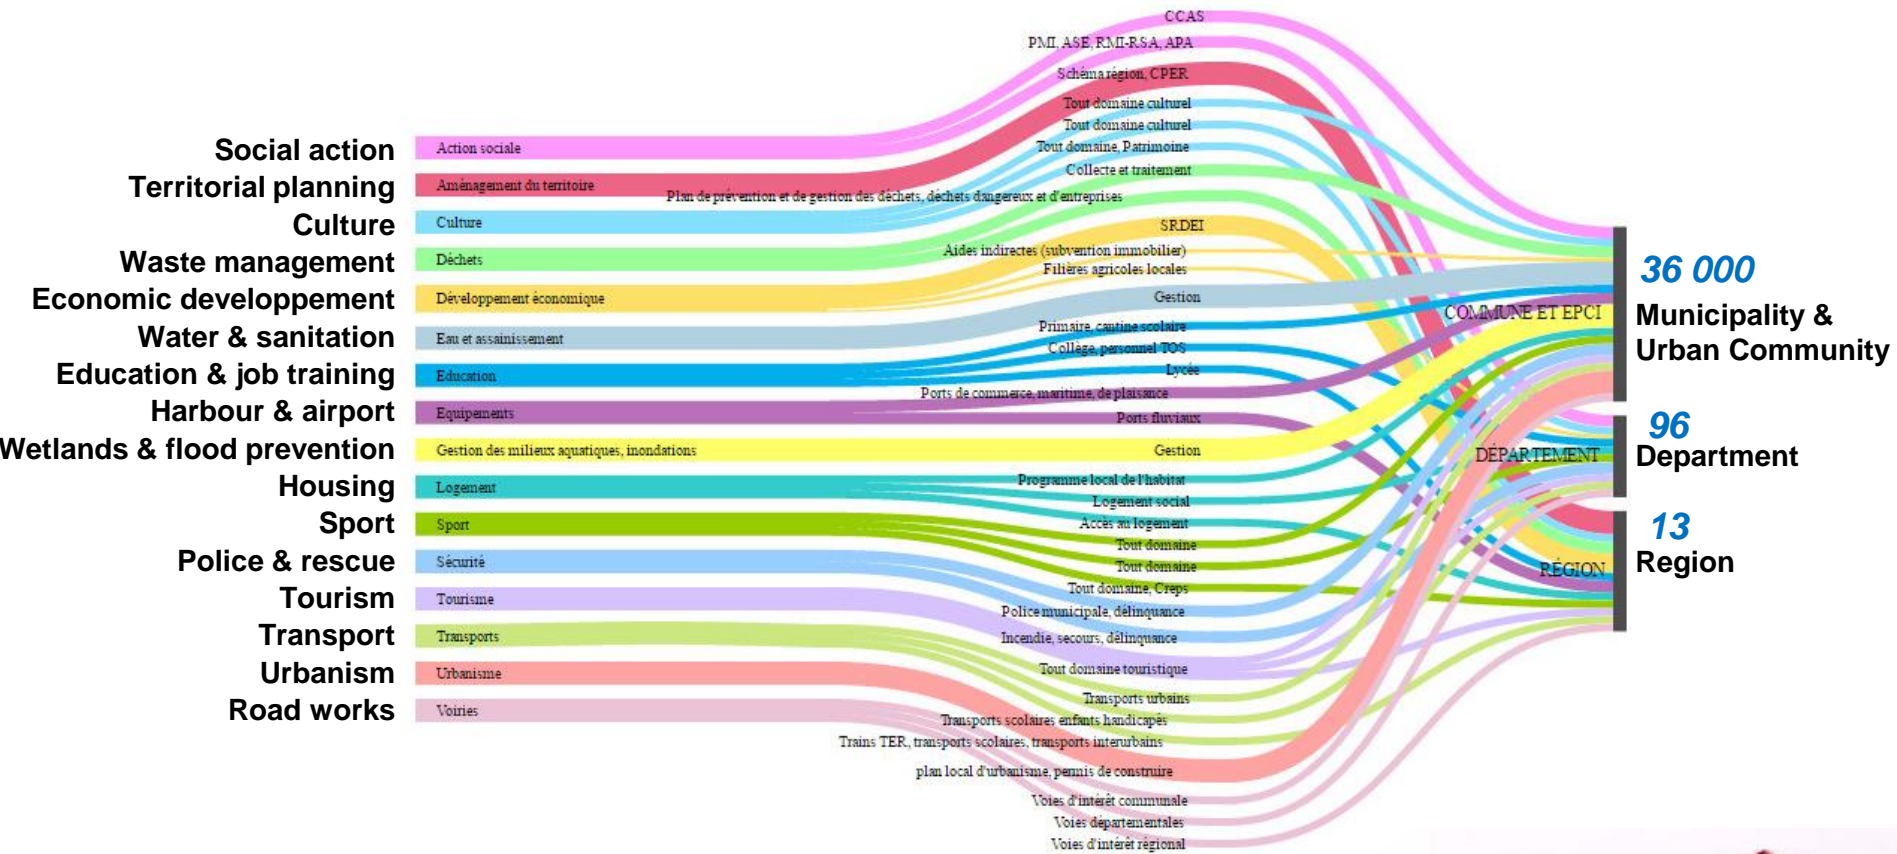 Social action
Territorial planning
Culture
Waste management
Economic developpement
Water & sanitation
Education & job training
Harbour & airport
Wetlands & flood prevention
Housing
Sport
Police & rescue
Tourism
Transport
Urbanism
Road works
Action sociale
Aménagement du territoire
Culture
Déchets
Développement économique
Eau et assainissement
Education
Equipements
Gestion des milieux aquatiques, inondations
Logement
Sport
Sécurité
Tourisme
Transports
Urbanisme
Voiries
CCAS
PMI, ASE, RMI-RSA, APA
Schéma région, CPER
Tout domaine culturel
Tout domaine culturel
Tout domaine, Patrimoine
Collecte et traitement
Plan de prévention et de gestion des déchets, déchets dangereux et d'entreprises
SRDEI
Aides indirectes (subvention immobilier)
Filières agricoles locales
Gestion
Primaire, cantine scolaire
Collège, personnel TOS
Lycée
Ports de commerce, maritime, de plaisance
Ports fluviaux
Gestion
Programme local de l'habitat
Logement social
Accès au logement
Tout domaine
Tout domaine
Tout domaine, Creps
Police municipale, délinquance
Incendie, secours, délinquance
Tout domaine touristique
Transports urbains
Transports scolaires enfants handicapés
Trains TER, transports scolaires, transports interurbains
plan local d'urbanisme, permis de construire
Voies d'intérêt communale
Voies départementales
Voies d'intérêt régional
COMMUNE ET EPCI
DÉPARTEMENT
RÉGION
36 000
Municipality &
Urban Community
96
Department
13
Region